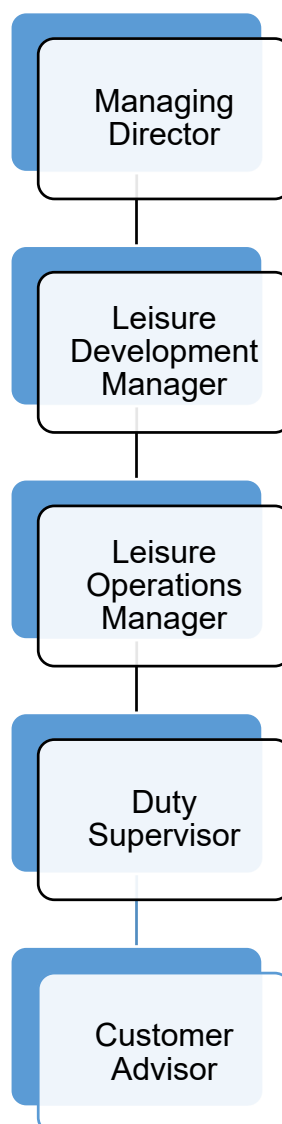 Managing
Director
Leisure
Development
Manager
Leisure
Operations
Manager
Duty
Supervisor
Customer
Advisor